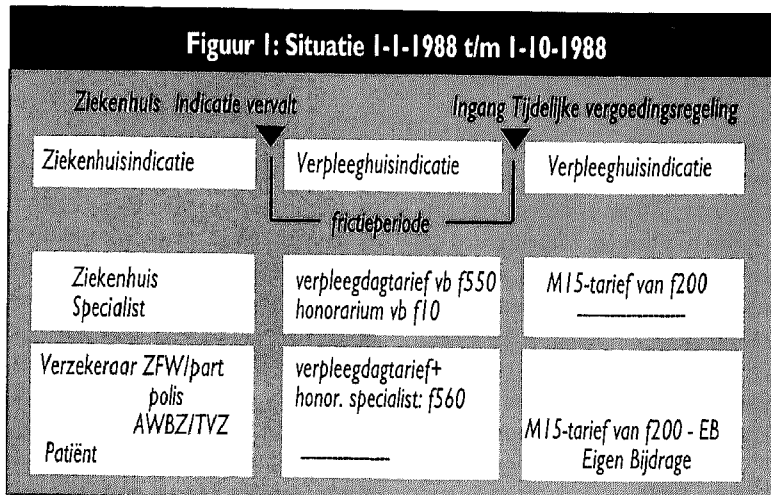 Figuur 1: Situatie 1-1-1988 t/m 1-10-1988
Ziekenhuis Indicatie vervalt
Ingang Tijdelijke vergoedingsregeling
Ziekenhuisindicatie
Verpleeghuisindicatie
Verpleeghuisindicatie
frictieperiode
Ziekenhuis
Specialist
verpleegdagtarief vb f550
honorarium vb f10
M15-tarief van f200
Verzekeraar ZFW/part
polis
AWBZ/TVZ
Patiënt
verpleegdagtarief+
honor. specialist: f560
M15-tarief van f200 - EB
Eigen Bijdrage